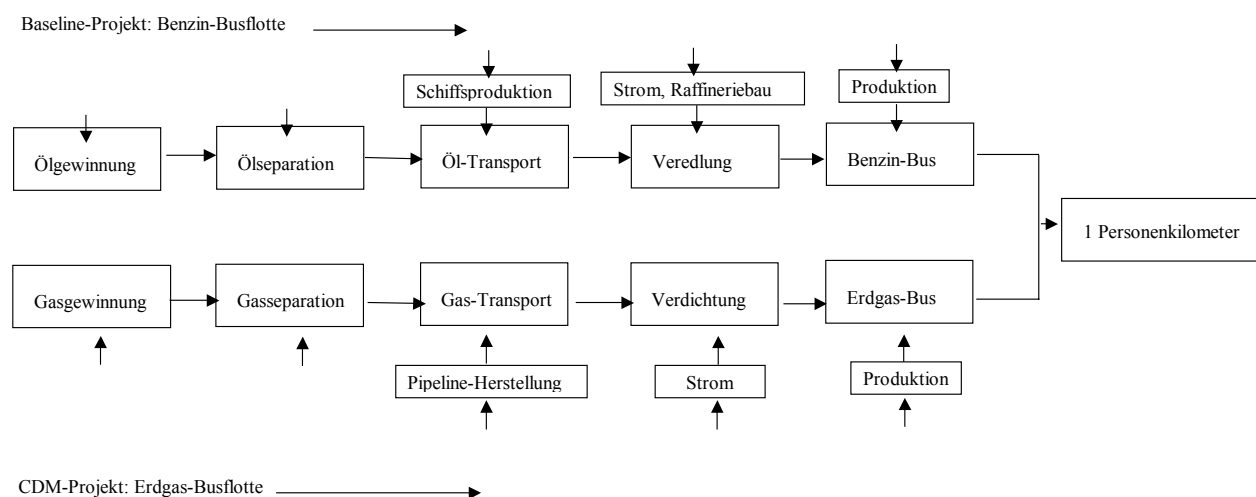 Baseline-Projekt: Benzin-Busflotte
Schiffsproduktion
Strom, Raffineriebau
Produktion
Ölgewinnung
Ölseparation
Öl-Transport
Veredlung
Benzin-Bus
1 Personenkilometer
Gasgewinnung
Gasseparation
Gas-Transport
Verdichtung
Erdgas-Bus
Pipeline-Herstellung
Strom
Produktion
CDM-Projekt: Erdgas-Busflotte